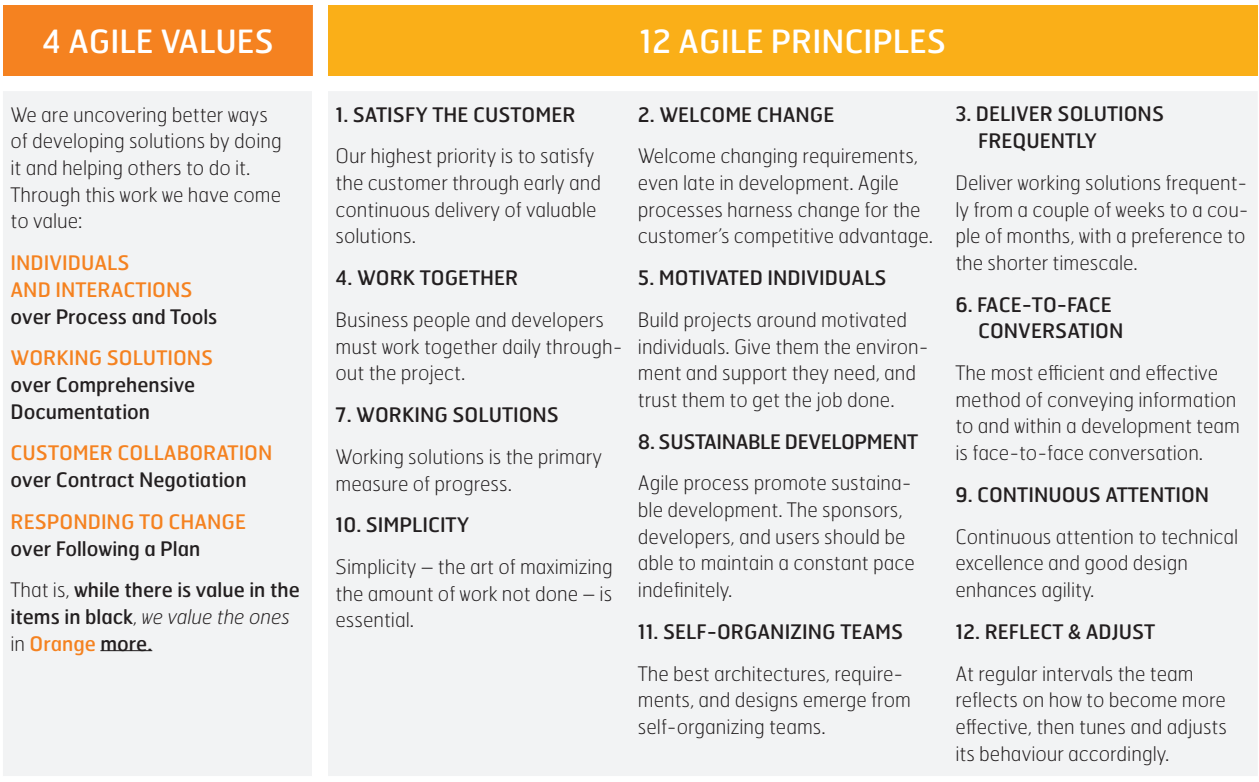 4 AGILE VALUES
We are uncovering better ways
of developing solutions by doing
it and helping others to do it.
Through this work we have come
to value:
INDIVIDUALS
AND INTERACTIONS
over Process and Tools
WORKING SOLUTIONS
over Comprehensive
Documentation
CUSTOMER COLLABORATION
over Contract Negotiation
RESPONDING TO CHANGE
over Following a Plan
That is, while there is value in the
items in black, we value the ones
in Orange more.
12 AGILE PRINCIPLES
1. SATISFY THE CUSTOMER
Our highest priority is to satisfy
the customer through early and
continuous delivery of valuable
solutions.
2. WELCOME CHANGE
Welcome changing requirements,
even late in development. Agile
processes harness change for the
customer's competitive advantage.
3. DELIVER SOLUTIONS
FREQUENTLY
Deliver working solutions frequent-
ly from a couple of weeks to a cou-
ple of months, with a preference to
the shorter timescale.
4. WORK TOGETHER
Business people and developers
must work together daily through-
out the project.
5. MOTIVATED INDIVIDUALS
Build projects around motivated
individuals. Give them the environ-
ment and support they need, and
trust them to get the job done.
6. FACE-TO-FACE
CONVERSATION
The most efficient and effective
method of conveying information
to and within a development team
is face-to-face conversation.
7. WORKING SOLUTIONS
Working solutions is the primary
measure of progress.
8. SUSTAINABLE DEVELOPMENT
Agile process promote sustaina-
ble development. The sponsors,
developers, and users should be
able to maintain a constant pace
indefinitely.
9. CONTINUOUS ATTENTION
Continuous attention to technical
excellence and good design
enhances agility.
10. SIMPLICITY
Simplicity – the art of maximizing
the amount of work not done – is
essential.
11. SELF-ORGANIZING TEAMS
The best architectures, require-
ments, and designs emerge from
self-organizing teams.
12. REFLECT & ADJUST
At regular intervals the team
reflects on how to become more
effective, then tunes and adjusts
its behaviour accordingly.